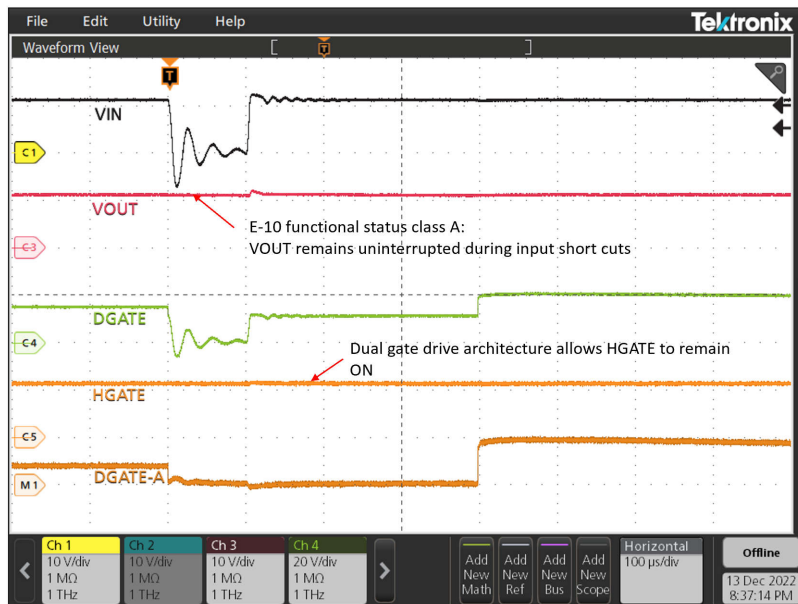 File Edit Utility Help
Tektronix
Waveform View
T
T
VIN
C1
VOUT
E-10 functional status class A:
VOUT remains uninterrupted during input short cuts
C3
DGATE
C4
Dual gate drive architecture allows HGATE to remain
ON
HGATE
C5
DGATE-A
M1
Ch 1
10 V/div
1 MΩ
1 THz
Ch 2
10 V/div
1 MΩ
1 THz
Ch 3
10 V/div
1 MΩ
1 THz
Ch 4
20 V/div
1 MΩ
1 THz
Add
New
Math
Add
New
Ref
Add
New
Bus
Add
New
Scope
Horizontal
100 µs/div
Offline
13 Dec 2022
8:37:14 PM